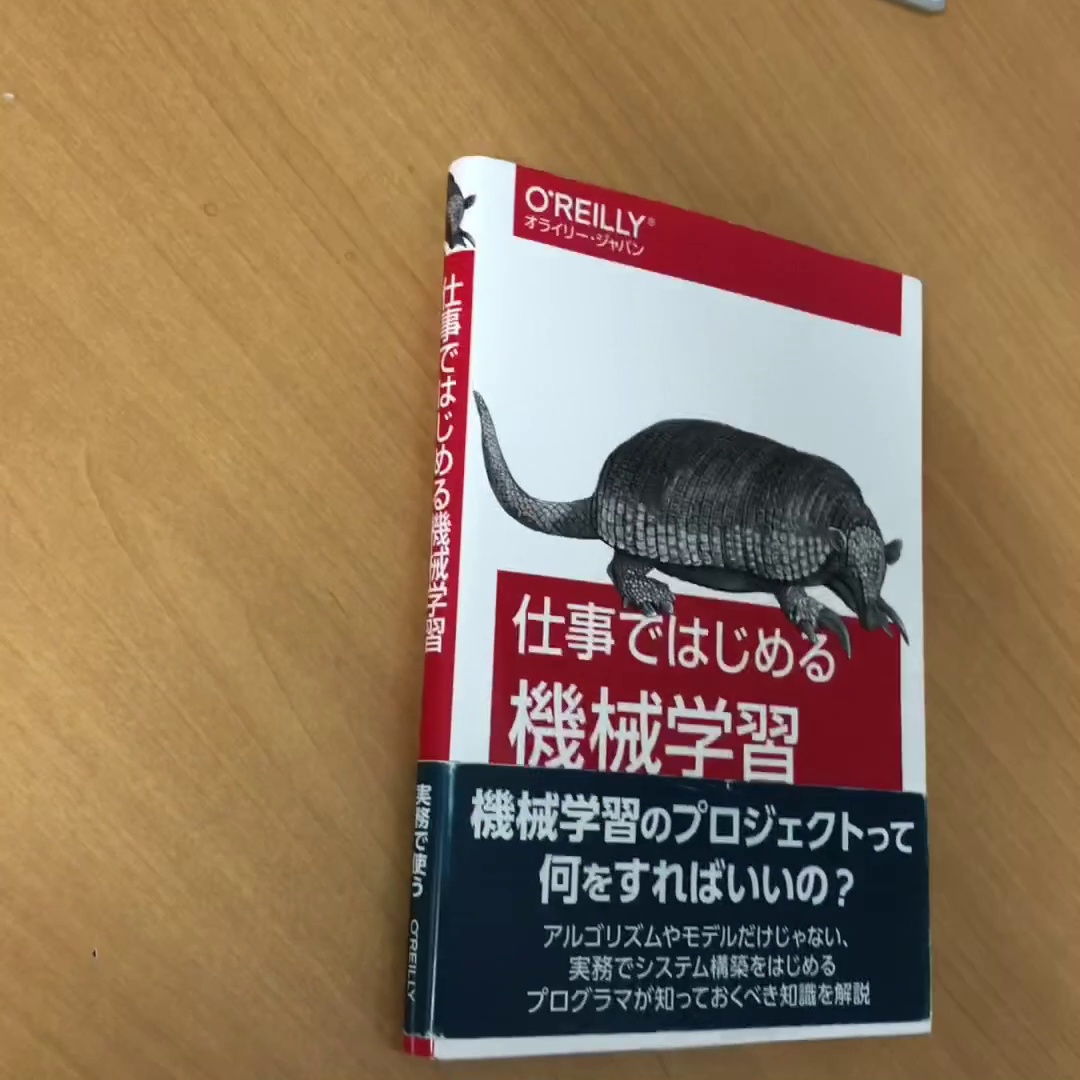 O'REILLY®
オライリー・ジャパン
仕事ではじめる
機械学習
機械学習のプロジェクトって
何をすればいいの?
アルゴリズムやモデルだけじゃない、
実務でシステム構築をはじめる
プログラマが知っておくべき知識を解説
仕事ではじめる機械学習
実務で使う
O'REILLY